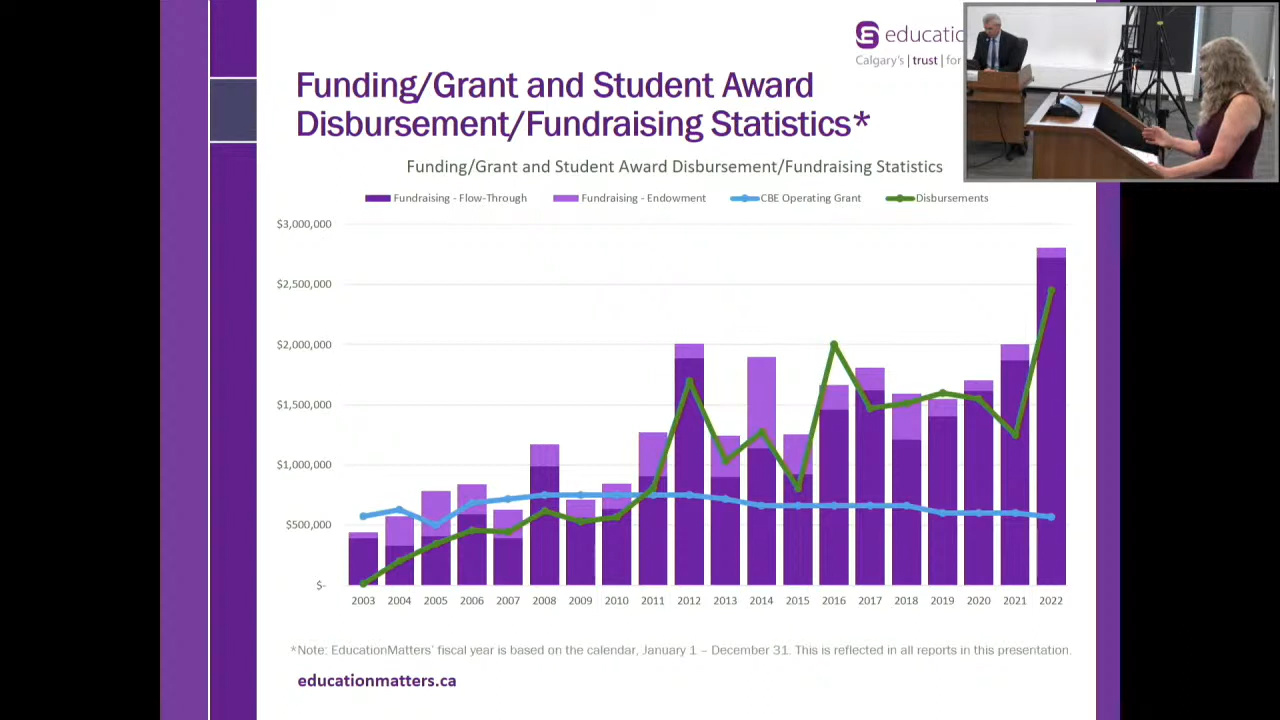 Calgary's | trust | for
Funding/Grant and Student Award
Disbursement/Fundraising Statistics*
Funding/Grant and Student Award Disbursement/Fundraising Statistics
Fundraising - Flow-Through Fundraising - Endowment CBE Operating Grant Disbursements
$3,000,000
$2,500,000
$2,000,000
$1,500,000
$1,000,000
$500,000
$-
2003 2004 2005 2006 2007 2008 2009 2010 2011 2012 2013 2014 2015 2016 2017 2018 2019 2020 2021 2022
*Note: EducationMatters' fiscal year is based on the calendar, January 1 – December 31. This is reflected in all reports in this presentation.
educationmatters.ca